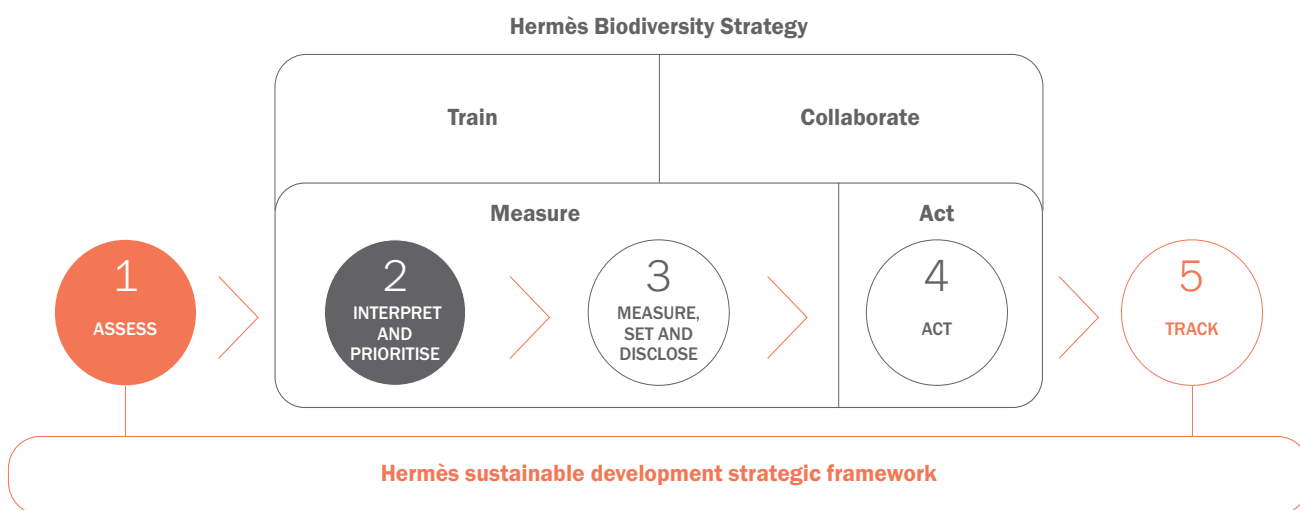 Hermès Biodiversity Strategy
Train
Collaborate
Measure
Act
1
ASSESS
2
INTERPRET
AND
PRIORITISE
3
MEASURE,
SET AND
DISCLOSE
4
ACT
5
TRACK
Hermès sustainable development strategic framework